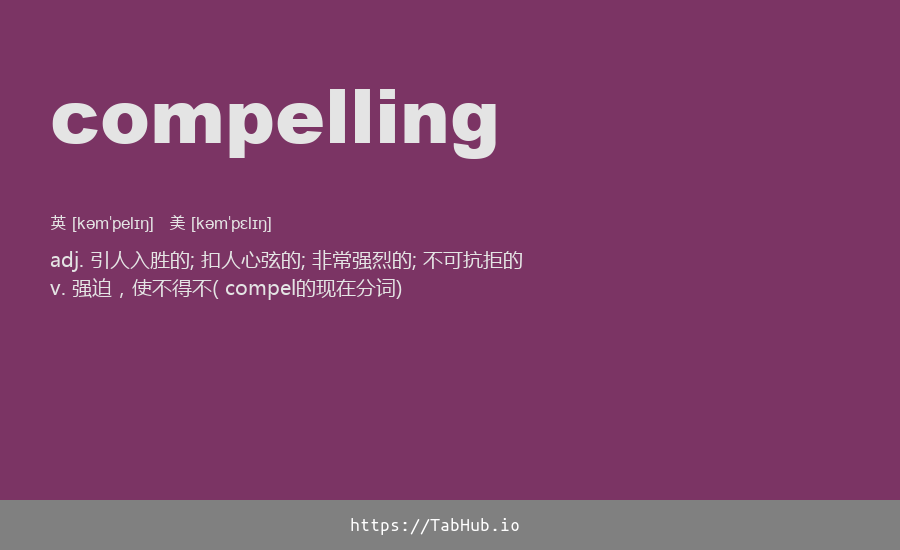 compelling
英 [kəmˈpelɪŋ] 美 [kəmˈpɛlɪŋ]
adj. 引人入胜的; 扣人心弦的; 非常强烈的; 不可抗拒的
v. 强迫，使不得不( compel的现在分词)
https://TabHub.io